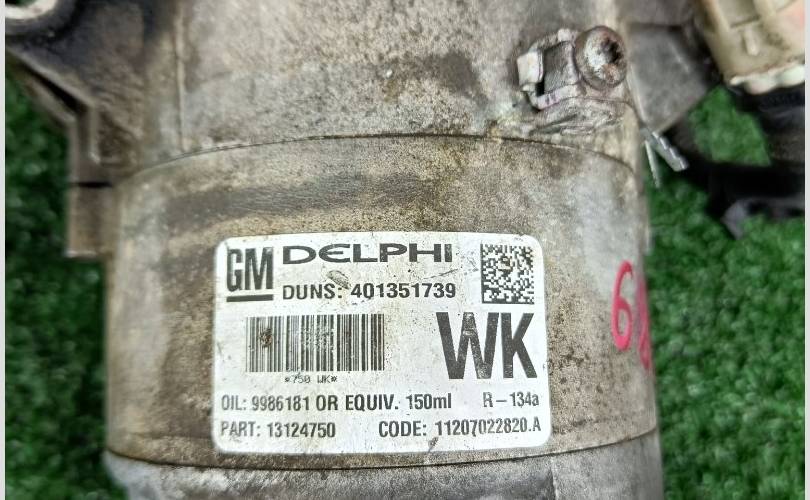 GM DELPHI
DUNS: 401351739
WK
*750 WK*
OIL: 9986181 OR EQUIV. 150ml R-134a
PART: 13124750 CODE: 11207022820.A